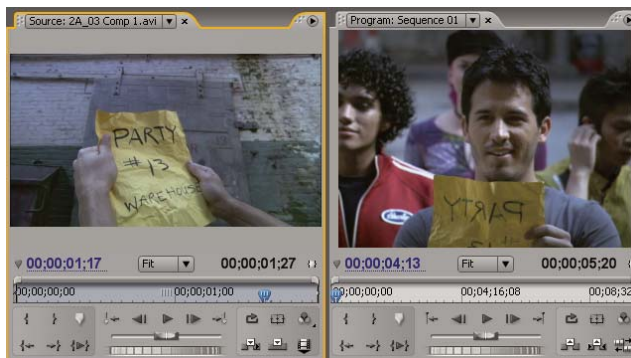 Source: 2A_03 Comp 1.avi
PARTY
#13
WAREHOUSE
00;00;01;17
Fit
00;00;01;27
00;00;00;00
00;00;01;00
Program: Sequence 01
PARTY
00;00;04;13
Fit
00;00;05;20
00;00;00;00
00;04;16;08
00;08;32